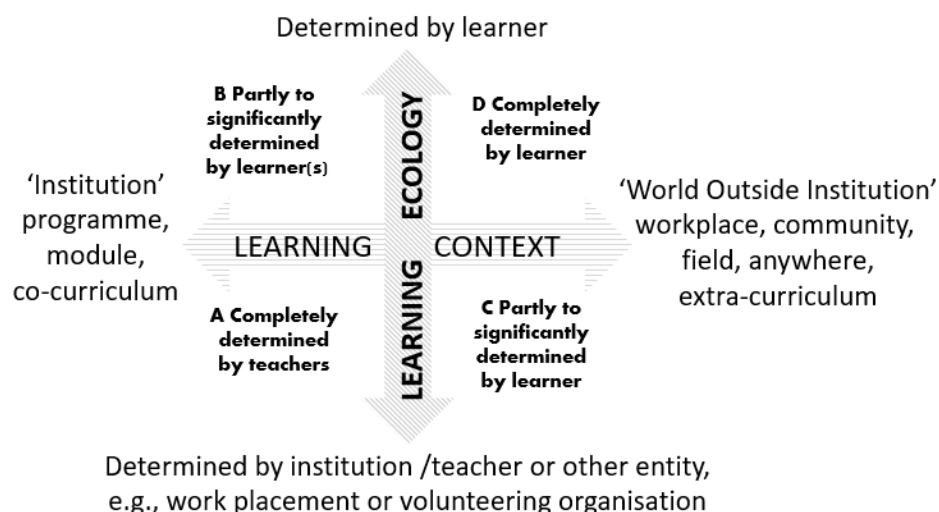 Determined by learner
B Partly to
significantly
determined
by learner(s)
D Completely
determined
by learner
'Institution'
programme,
module,
co-curriculum
LEARNING ECOLOGY
LEARNING CONTEXT
‘World Outside Institution’
workplace, community,
field, anywhere,
extra-curriculum
A Completely
determined
by teachers
C Partly to
significantly
determined
by learner
Determined by institution /teacher or other entity,
e.g., work placement or volunteering organisation